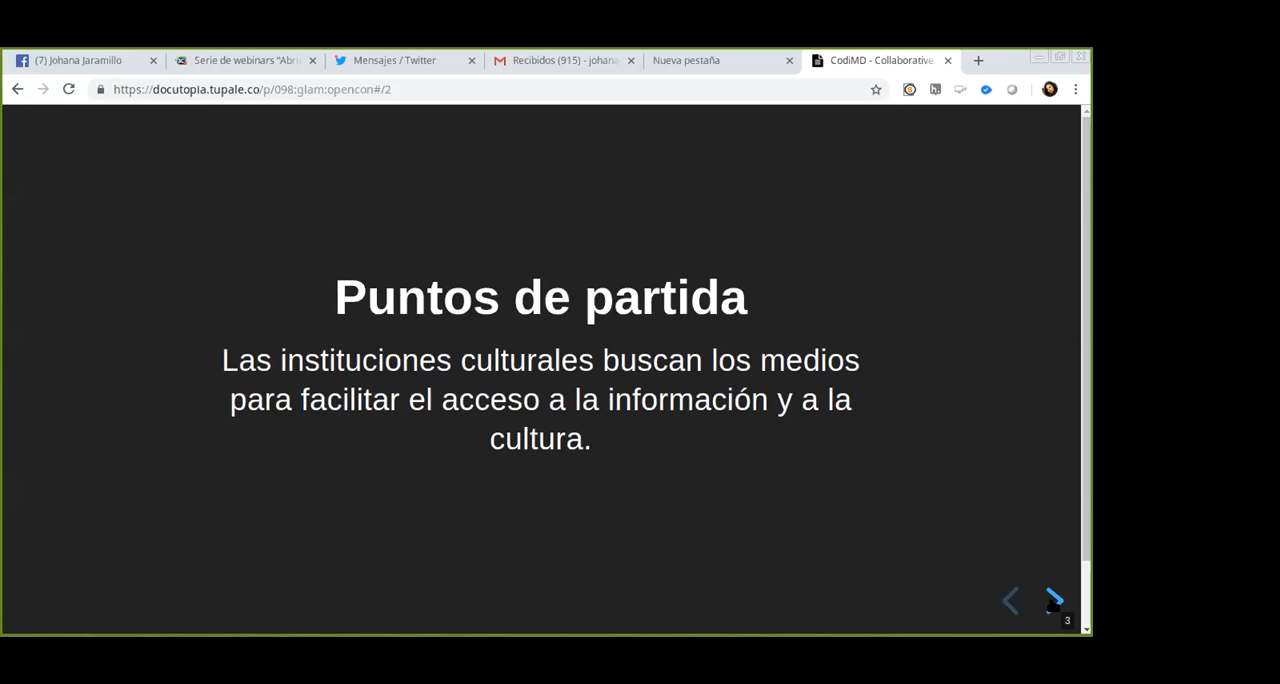 (7) Johana Jaramillo
Serie de webinars “Abri
Mensajes / Twitter
Recibidos (915) - johana
Nueva pestaña
CodiMD - Collaborative
https://docutopia.tupale.co/p/098:glam:opencon#/2
Puntos de partida
Las instituciones culturales buscan los medios
para facilitar el acceso a la información y a la
cultura.
3